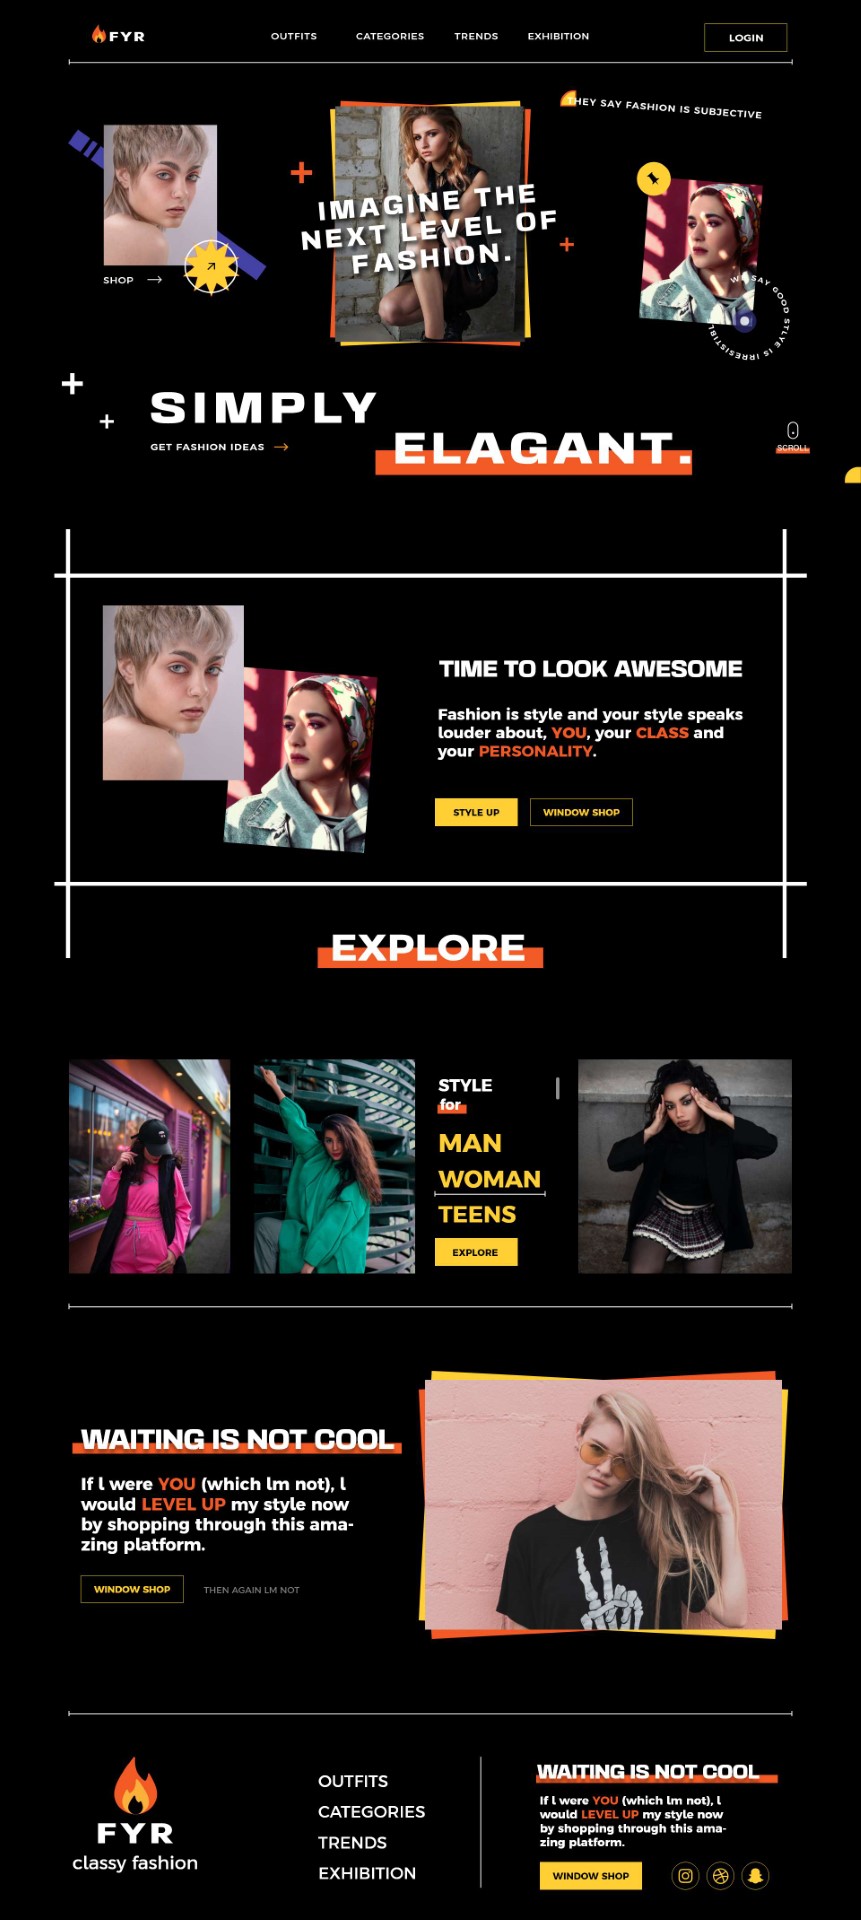 FYR
OUTFITS
CATEGORIES
TRENDS
EXHIBITION
LOGIN
THEY SAY FASHION IS SUBJECTIVE
IMAGINE THE
NEXT LEVEL OF
FASHION.
SHOP
WE SAY GOOD STLYE IS IRRESISTIBL
SIMPLY
GET FASHION IDEAS
ELAGANT.
SCROLL
TIME TO LOOK AWESOME
Fashion is style and your style speaks
louder about, YOU, your CLASS and
your PERSONALITY.
STYLE UP
WINDOW SHOP
EXPLORE
STYLE
for
MAN
WOMAN
TEENS
EXPLORE
WAITING IS NOT COOL
If l were YOU (which lm not), l
would LEVEL UP my style now
by shopping through this ama-
zing platform.
WINDOW SHOP
THEN AGAIN LM NOT
FYR
classy fashion
OUTFITS
CATEGORIES
TRENDS
EXHIBITION
WAITING IS NOT COOL
If l were YOU (which lm not), l
would LEVEL UP my style now
by shopping through this ama-
zing platform.
WINDOW SHOP